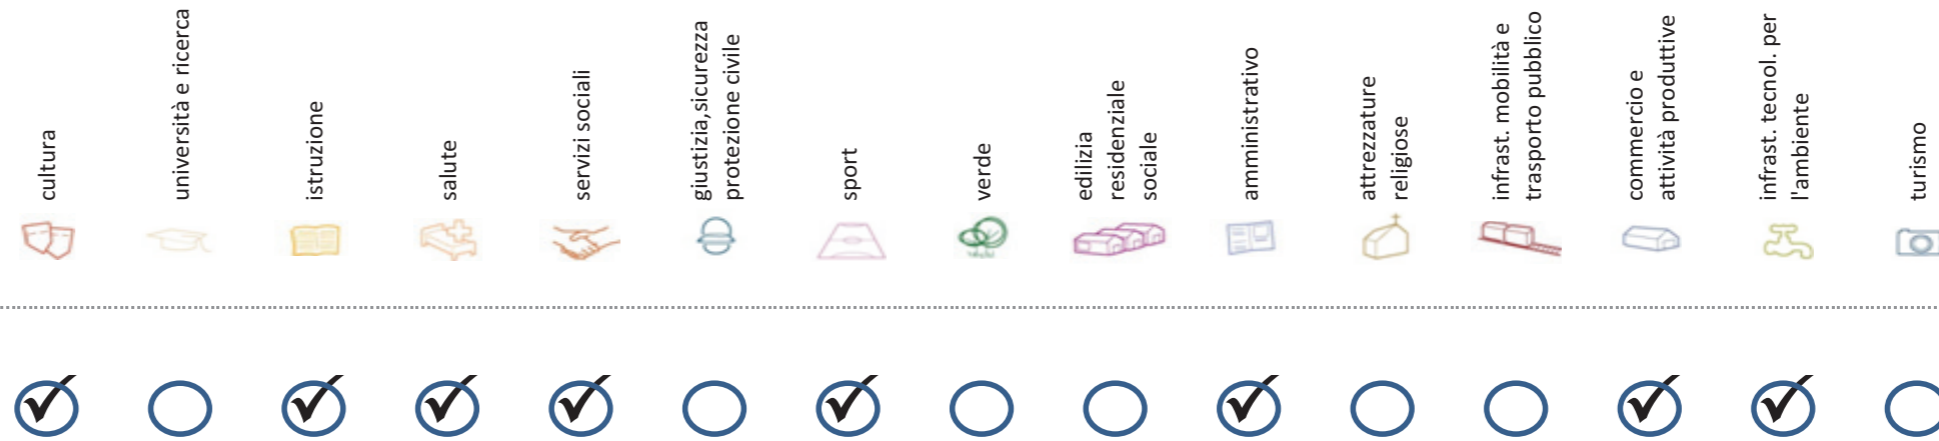 cultura
università e ricerca
istruzione
salute
servizi sociali
giustizia,sicurezza
protezione civile
sport
verde
edilizia
residenziale
sociale
amministrativo
attrezzature
religiose
infrast. mobilità e
trasporto pubblico
commercio e
attività produttive
infrast. tecnol. per
l'ambiente
turismo